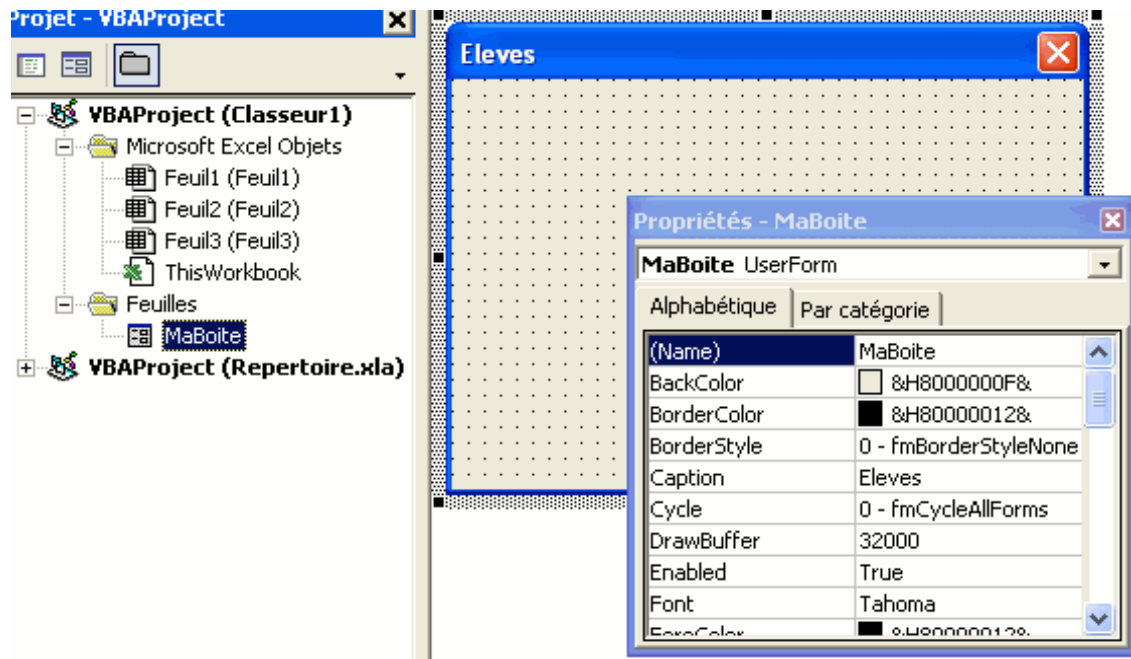 Projet - VBAProject
VBAProject (Classeur1)
Microsoft Excel Objets
Feuil1 (Feuil1)
Feuil2 (Feuil2)
Feuil3 (Feuil3)
ThisWorkbook
Feuilles
MaBoite
VBAProject (Repertoire.xla)
Eleves
Propriétés - MaBoite
MaBoite UserForm
Alphabétique Par catégorie
(Name) MaBoite
BackColor &H8000000F&
BorderColor &H80000012&
BorderStyle 0 - fmBorderStyleNone
Caption Eleves
Cycle 0 - fmCycleAllForms
DrawBuffer 32000
Enabled True
Font Tahoma
ForeColor &H80000012&